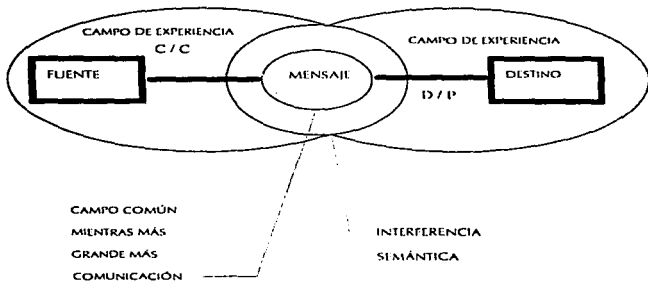 CAMPO DE EXPERIENCIA
C / C
CAMPO DE EXPERIENCIA
FUENTE
MENSAJE
DESTINO
D / P
CAMPO COMÚN
MIENTRAS MÁS
GRANDE MÁS
COMUNICACIÓN
INTERFERENCIA
SEMÁNTICA